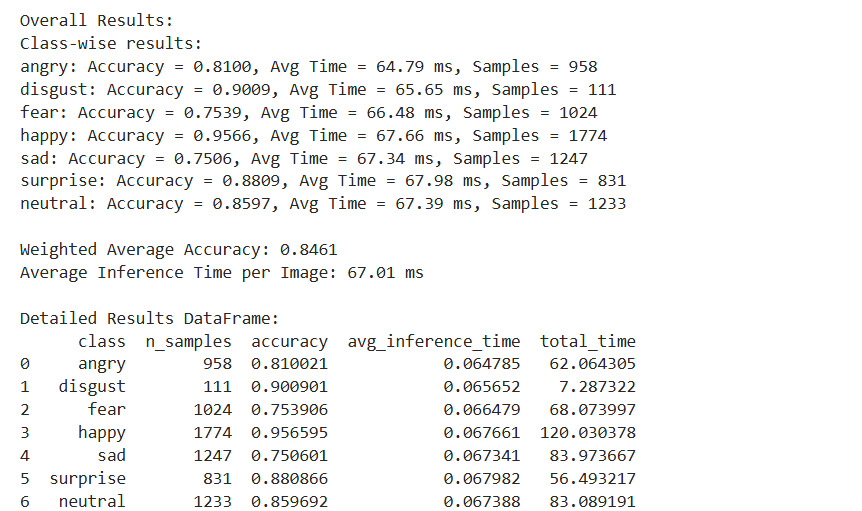 Overall Results:
Class-wise results:
angry: Accuracy = 0.8100, Avg Time = 64.79 ms, Samples = 958
disgust: Accuracy = 0.9009, Avg Time = 65.65 ms, Samples = 111
fear: Accuracy = 0.7539, Avg Time = 66.48 ms, Samples = 1024
happy: Accuracy = 0.9566, Avg Time = 67.66 ms, Samples = 1774
sad: Accuracy = 0.7506, Avg Time = 67.34 ms, Samples = 1247
surprise: Accuracy = 0.8809, Avg Time = 67.98 ms, Samples = 831
neutral: Accuracy = 0.8597, Avg Time = 67.39 ms, Samples = 1233

Weighted Average Accuracy: 0.8461
Average Inference Time per Image: 67.01 ms

Detailed Results DataFrame:
      class  n_samples  accuracy  avg_inference_time  total_time
0     angry        958  0.810021            0.064785   62.064305
1   disgust        111  0.900901            0.065652    7.287322
2      fear       1024  0.753906            0.066479   68.073997
3     happy       1774  0.956595            0.067661  120.030378
4       sad       1247  0.750601            0.067341   83.973667
5  surprise        831  0.880866            0.067982   56.493217
6   neutral       1233  0.859692            0.067388   83.089191